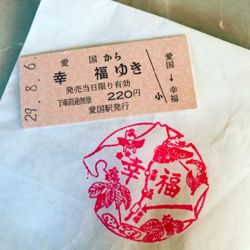 29.8.6
愛国から
幸福ゆき
発売当日限り有効
下車前途無効 220円
愛国駅発行
愛国
↓
幸福
小
幸福